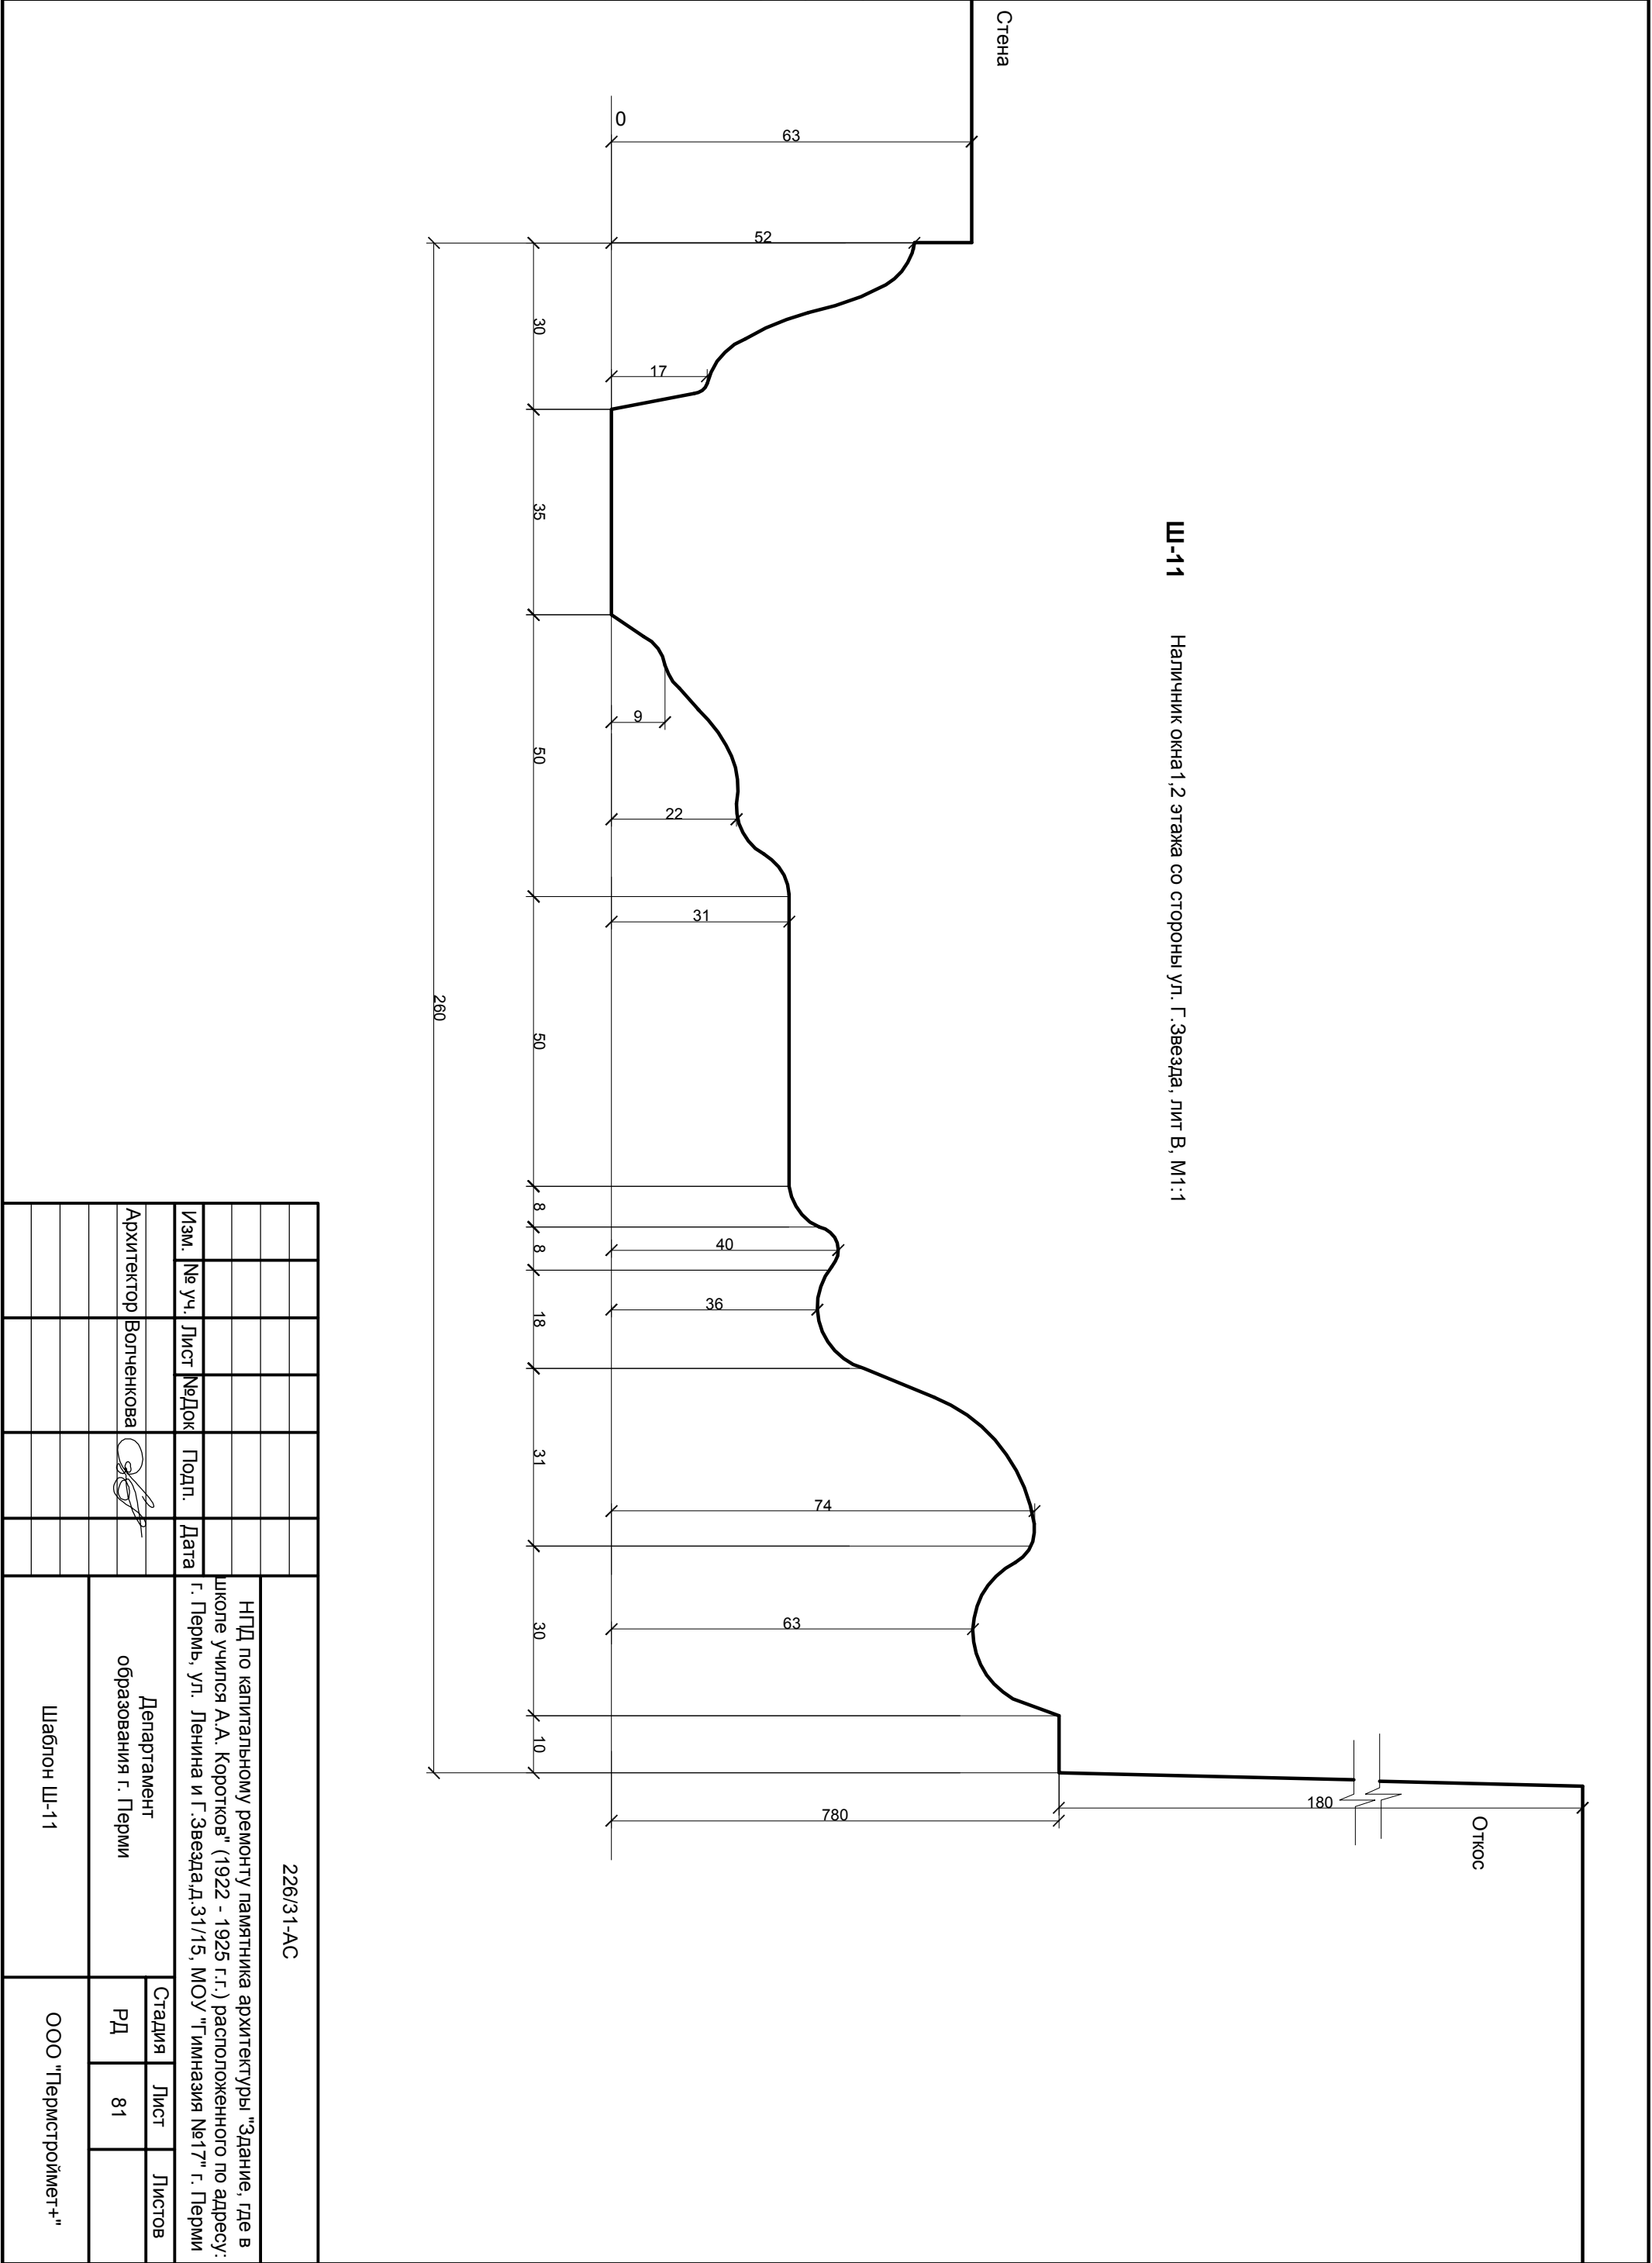 Стена
Ш-11 Наличник окна1,2 этажа со стороны ул. Г.Звезда, лит В, М1:1
Откос
0
63
52
17
9
22
31
40
36
74
63
780
180
30
35
50
50
8
8
18
31
30
10
260
226/31-АС
Изм. № уч. Лист №Док Подп. Дата
НПД по капитальному ремонту памятника архитектуры "Здание, где в
школе учился А.А. Коротков" (1922 - 1925 г.г.) расположенного по адресу:
г. Пермь, ул. Ленина и Г.Звезда,д.31/15, МОУ "Гимназия №17" г. Перми
Архитектор Волченкова
Департамент
образования г. Перми
Стадия Лист Листов
РД 81
Шаблон Ш-11
ООО "Пермстроймет+"